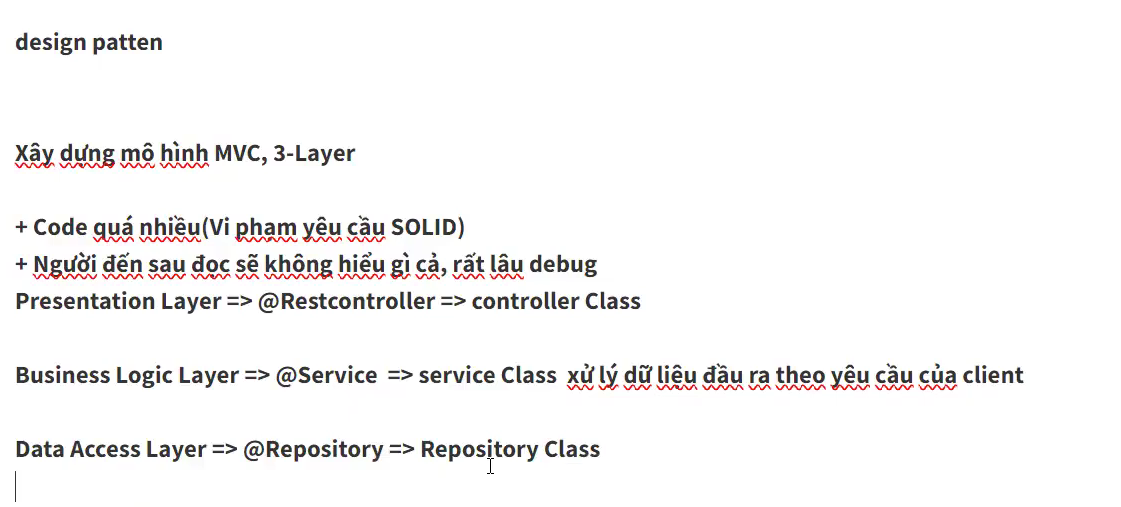 design patten
Xây dựng mô hình MVC, 3-Layer
+ Code quá nhiều(Vi phạm yêu cầu SOLID)
+ Người đến sau đọc sẽ không hiểu gì cả, rất lâu debug
Presentation Layer => @Restcontroller => controller Class
Business Logic Layer => @Service => service Class xử lý dữ liệu đầu ra theo yêu cầu của client
Data Access Layer => @Repository => Repository Class